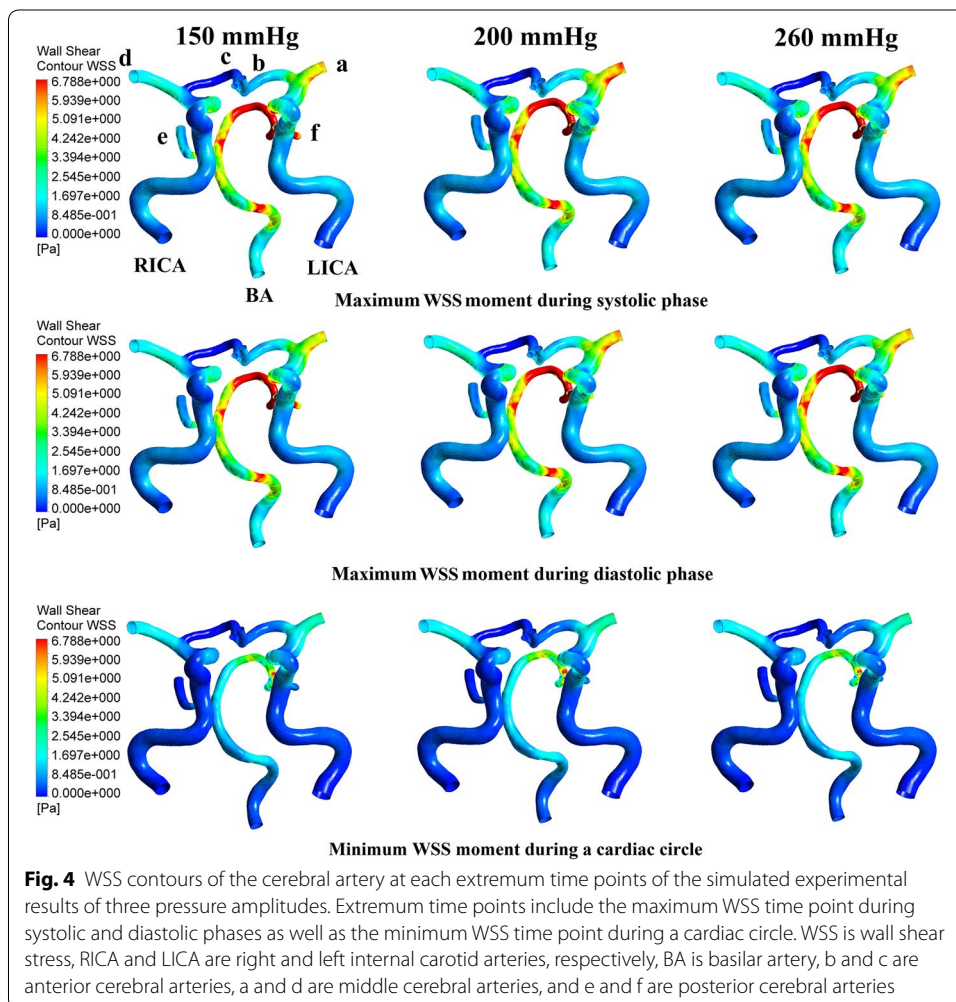 150 mmHg 200 mmHg 260 mmHg
Wall Shear
Contour WSS
6.788e+000
5.939e+000
5.091e+000
4.242e+000
3.394e+000
2.545e+000
1.697e+000
8.485e-001
0.000e+000
[Pa]
d c b a
e f
RICA LICA
BA
Maximum WSS moment during systolic phase
Wall Shear
Contour WSS
6.788e+000
5.939e+000
5.091e+000
4.242e+000
3.394e+000
2.545e+000
1.697e+000
8.485e-001
0.000e+000
[Pa]
Maximum WSS moment during diastolic phase
Wall Shear
Contour WSS
6.788e+000
5.939e+000
5.091e+000
4.242e+000
3.394e+000
2.545e+000
1.697e+000
8.485e-001
0.000e+000
[Pa]
Minimum WSS moment during a cardiac circle
Fig. 4 WSS contours of the cerebral artery at each extremum time points of the simulated experimental
results of three pressure amplitudes. Extremum time points include the maximum WSS time point during
systolic and diastolic phases as well as the minimum WSS time point during a cardiac circle. WSS is wall shear
stress, RICA and LICA are right and left internal carotid arteries, respectively, BA is basilar artery, b and c are
anterior cerebral arteries, a and d are middle cerebral arteries, and e and f are posterior cerebral arteries